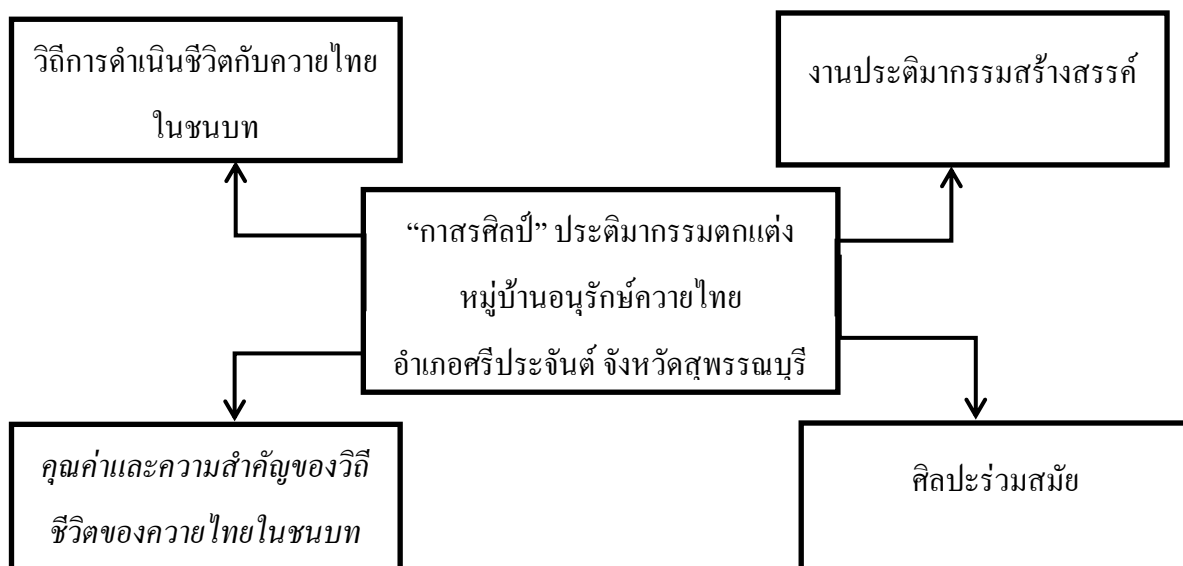 วิถีการดำเนินชีวิตกับควายไทย
ในชนบท
งานประติมากรรมสร้างสรรค์
“กาสรศิลป์” ประติมากรรมตกแต่ง
หมู่บ้านอนุรักษ์ควายไทย
อำเภอศรีประจันต์ จังหวัดสุพรรณบุรี
คุณค่าและความสำคัญของวิถี
ชีวิตของควายไทยในชนบท
ศิลปะร่วมสมัย